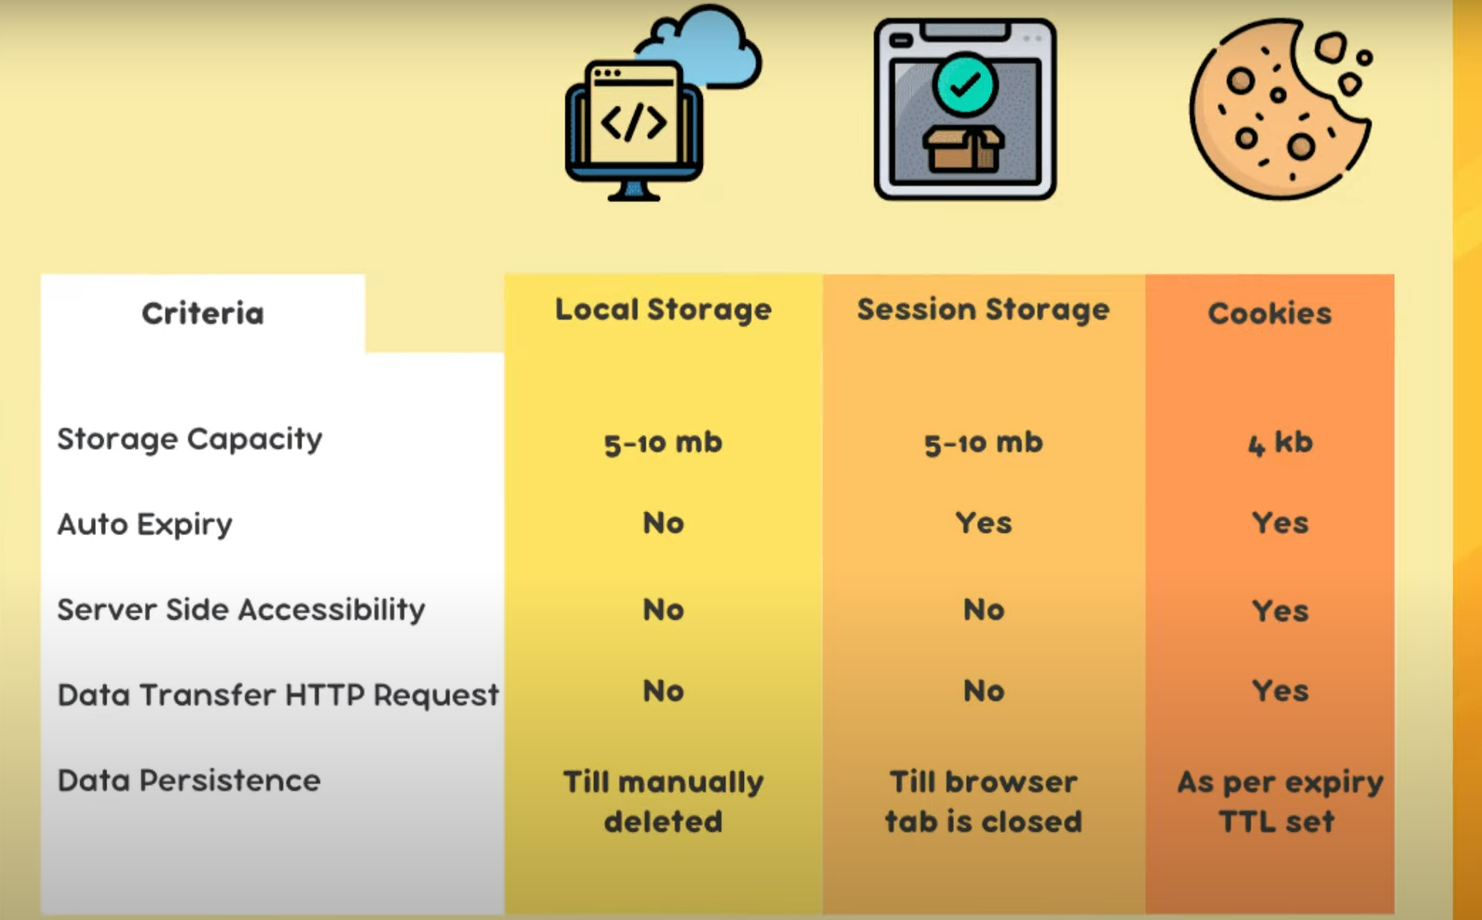 </>
Criteria Local Storage Session Storage Cookies
Storage Capacity 5-10 mb 5-10 mb 4 kb
Auto Expiry No Yes Yes
Server Side Accessibility No No Yes
Data Transfer HTTP Request No No Yes
Data Persistence Till manually Till browser As per expiry
deleted tab is closed TTL set